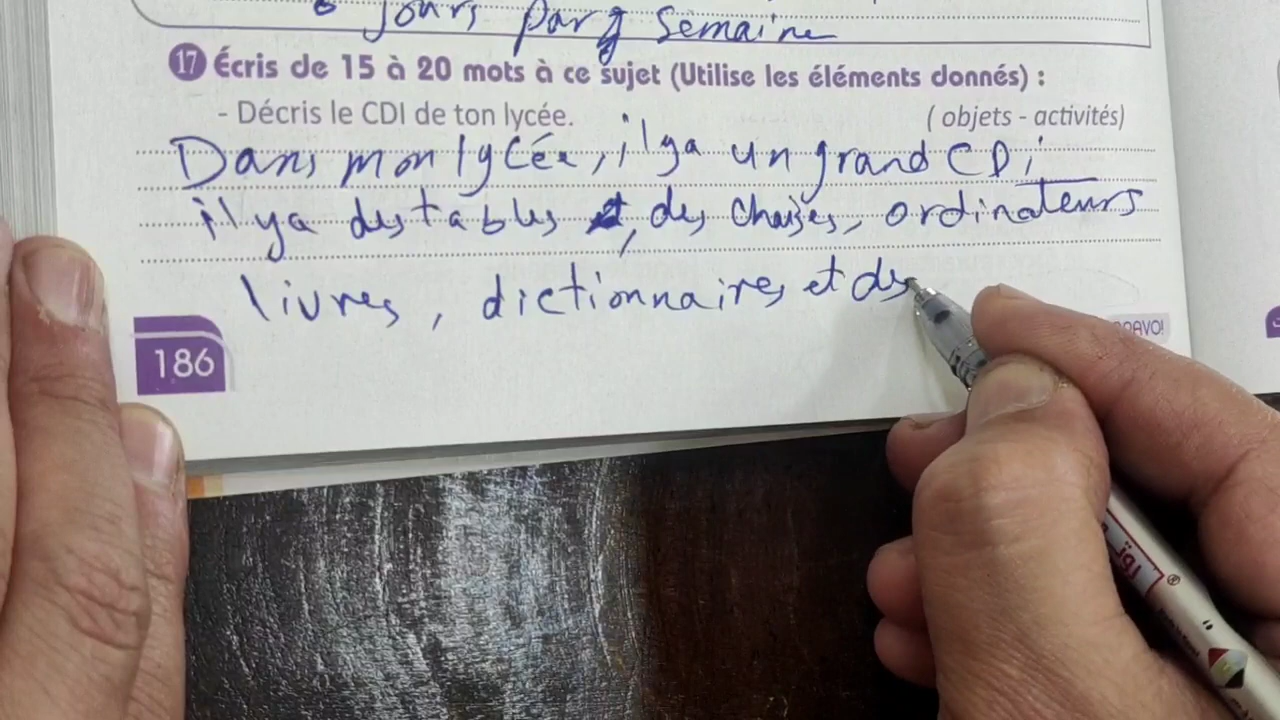 jours par semaine
17 Écris de 15 à 20 mots à ce sujet (Utilise les éléments donnés) :
- Décris le CDI de ton lycée. ( objets - activités)
Dans mon lycée, il ya un grand CDi
il ya des tables, des chaises, ordinateurs
livres, dictionnaires et des
186
BRAVO!